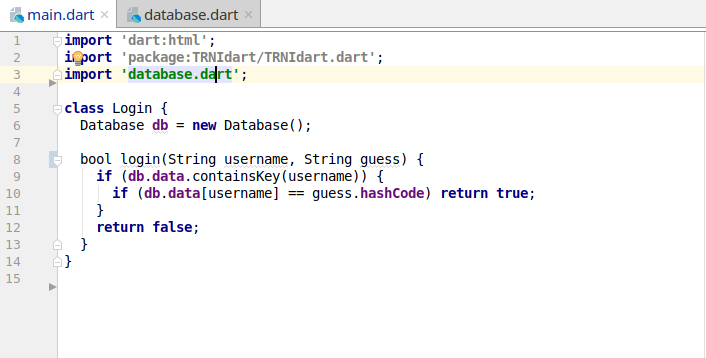 main.dart database.dart
1 import 'dart:html';
2 import 'package:TRNIdart/TRNIdart.dart';
3 import 'database.dart';
4
5 class Login {
6 Database db = new Database();
7
8 bool login(String username, String guess) {
9 if (db.data.containsKey(username)) {
10 if (db.data[username] == guess.hashCode) return true;
11 }
12 return false;
13 }
14 }
15